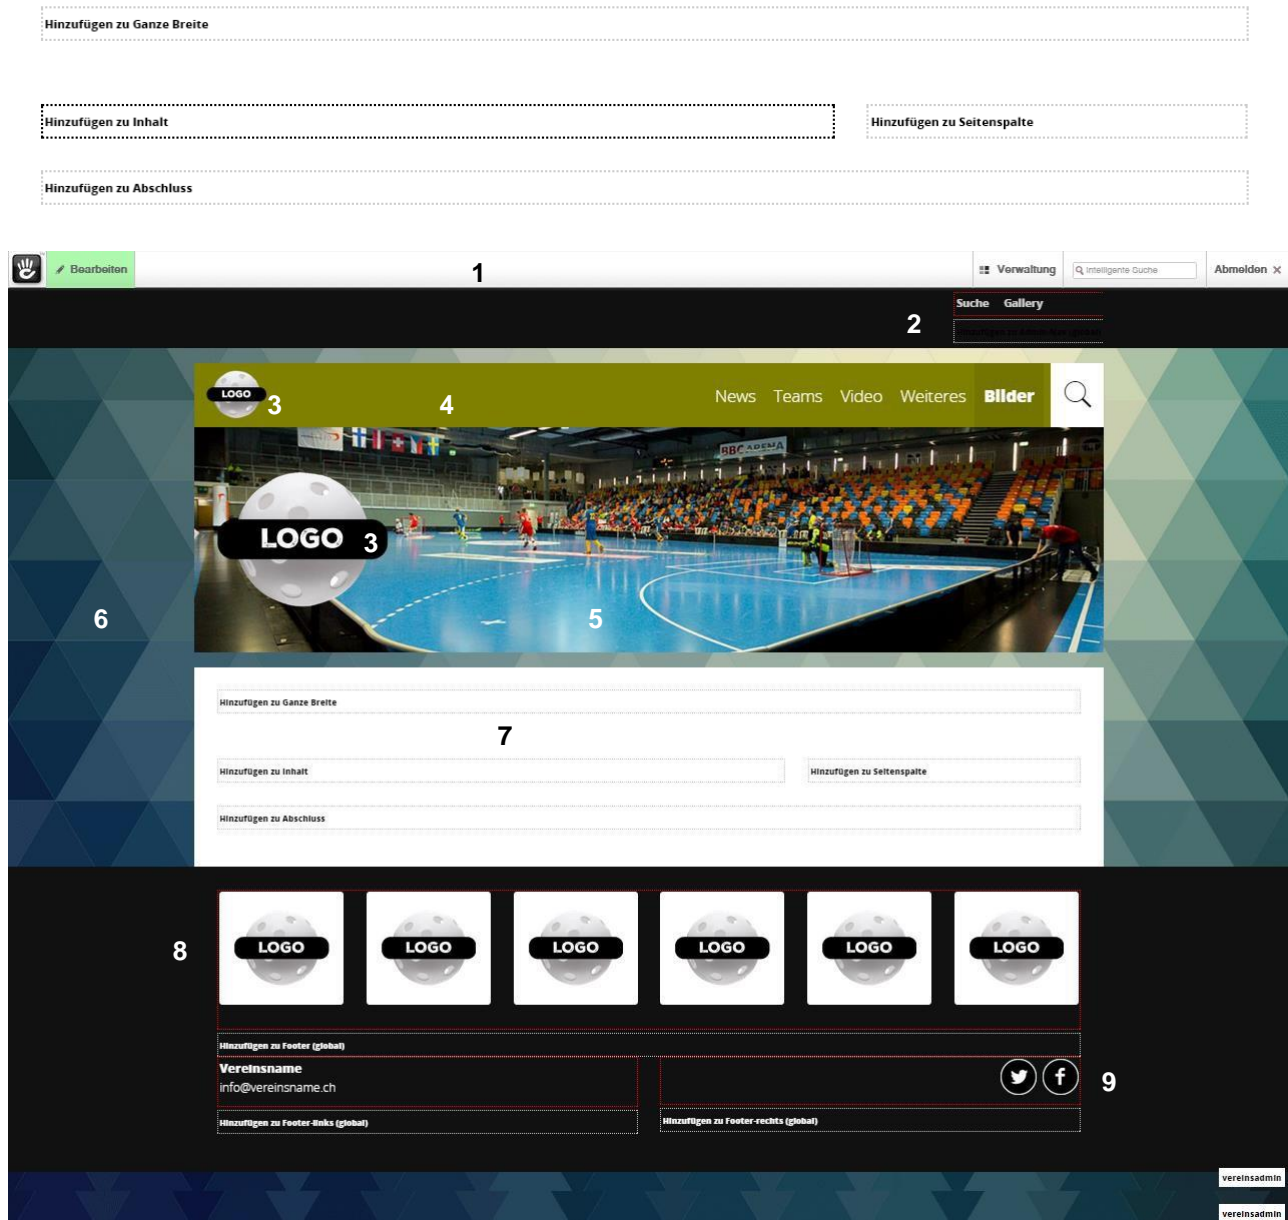 Hinzufügen zu Ganze Breite
Hinzufügen zu Inhalt
Hinzufügen zu Seitenspalte
Hinzufügen zu Abschluss
Bearbeiten
1
Verwaltung
Intelligente Suche
Abmelden
Suche Gallery
2
LOGO
3
4
News Teams Video Weiteres Bilder
BBC ARENA
LOGO
3
6
5
Hinzufügen zu Ganze Breite
7
Hinzufügen zu Inhalt
Hinzufügen zu Seitenspalte
Hinzufügen zu Abschluss
8
LOGO LOGO LOGO LOGO LOGO LOGO
Hinzufügen zu Footer (global)
Vereinsname
info@vereinsname.ch
9
Hinzufügen zu Footer-links (global)
Hinzufügen zu Footer-rechts (global)
vereinsadmin
vereinsadmin